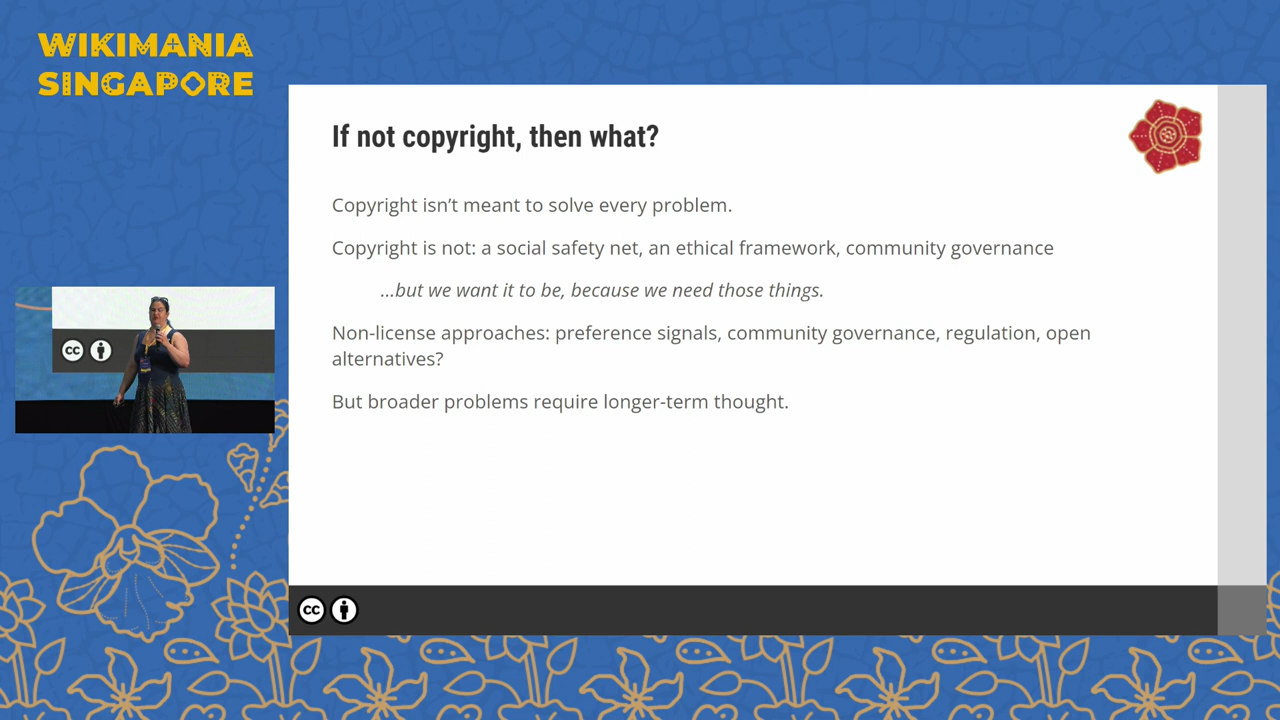 WIKIMANIA
SINGAPORE
If not copyright, then what?
Copyright isn’t meant to solve every problem.
Copyright is not: a social safety net, an ethical framework, community governance
...but we want it to be, because we need those things.
Non-license approaches: preference signals, community governance, regulation, open
alternatives?
But broader problems require longer-term thought.
cc
cc